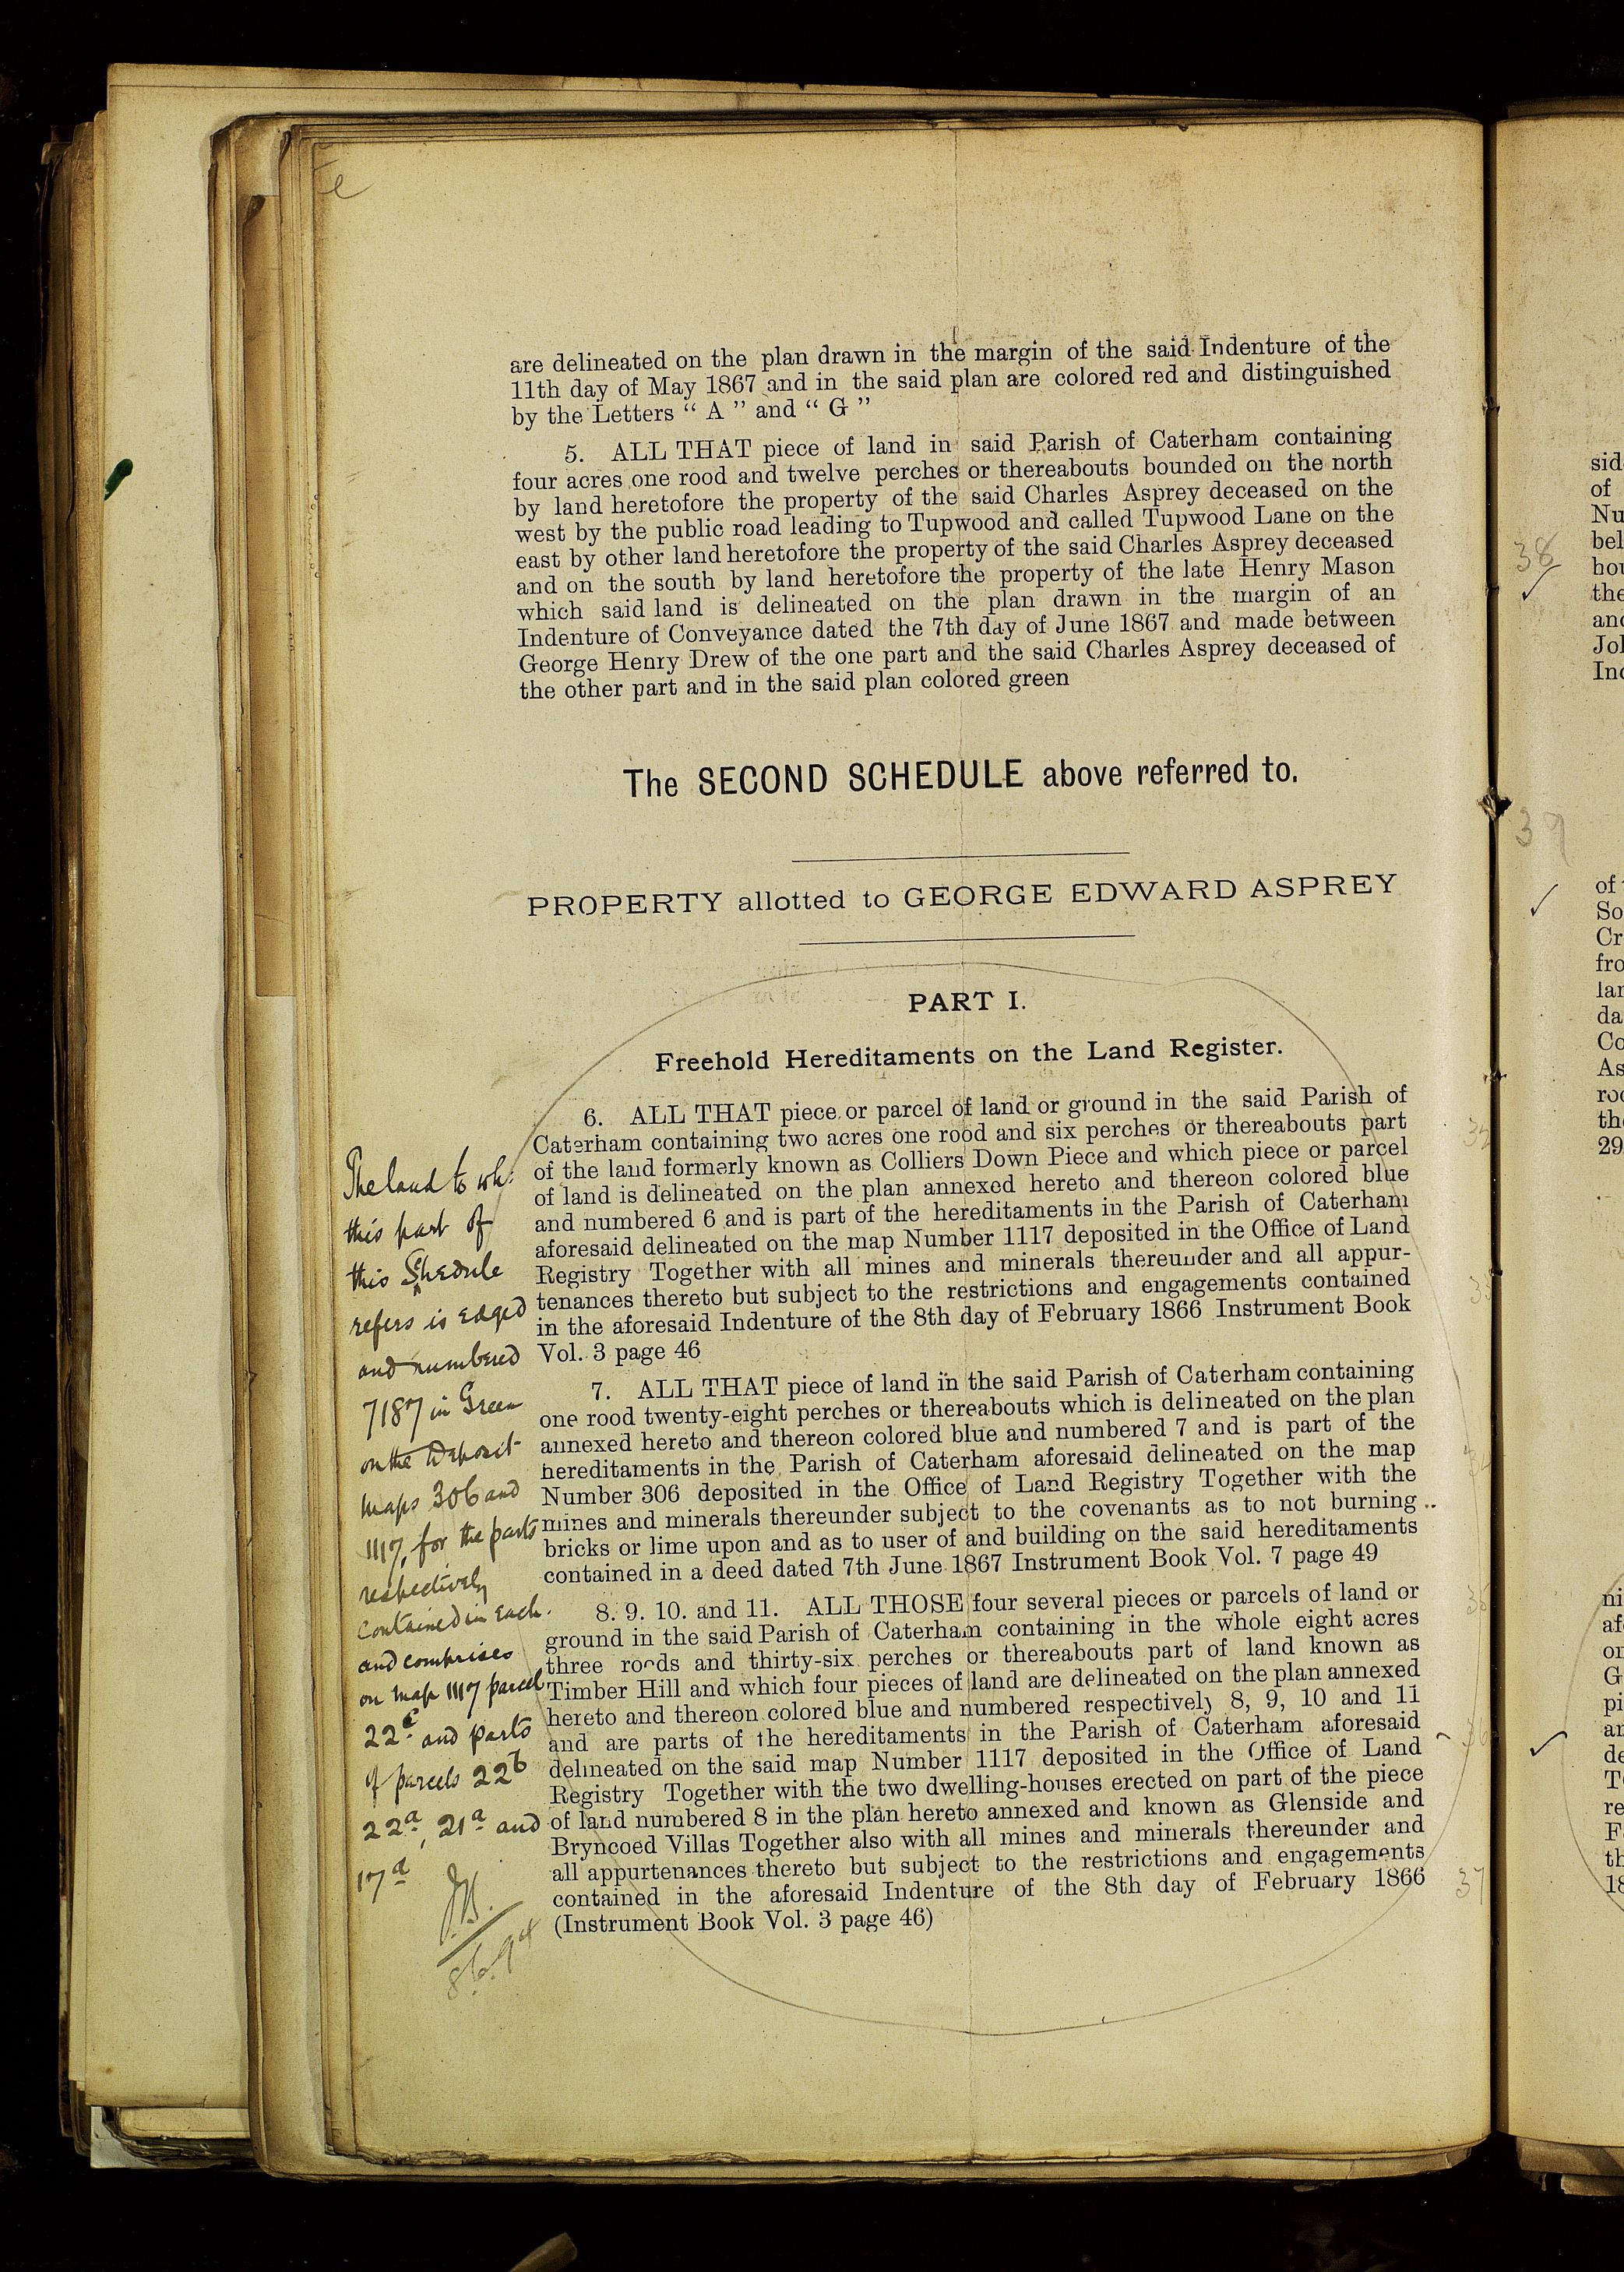 are delineated on the plan drawn in the margin of the said Indenture of the
11th day of May 1867 and in the said plan are colored red and distinguished
by the Letters “ A ” and “ G ”
5. ALL THAT piece of land in said Parish of Caterham containing
four acres one rood and twelve perches or thereabouts bounded on the north
by land heretofore the property of the said Charles Asprey deceased on the
west by the public road leading to Tupwood and called Tupwood Lane on the
east by other land heretofore the property of the said Charles Asprey deceased
and on the south by land heretofore the property of the late Henry Mason
which said land is delineated on the plan drawn in the margin of an
Indenture of Conveyance dated the 7th day of June 1867 and made between
George Henry Drew of the one part and the said Charles Asprey deceased of
the other part and in the said plan colored green
The SECOND SCHEDULE above referred to.
PROPERTY allotted to GEORGE EDWARD ASPREY
PART I.
Freehold Hereditaments on the Land Register.
6. ALL THAT piece or parcel of land or ground in the said Parish of
Caterham containing two acres one rood and six perches or thereabouts part
of the land formerly known as Colliers Down Piece and which piece or parcel
of land is delineated on the plan annexed hereto and thereon colored blue
and numbered 6 and is part of the hereditaments in the Parish of Caterham
aforesaid delineated on the map Number 1117 deposited in the Office of Land
Registry Together with all mines and minerals thereunder and all appur-
tenances thereto but subject to the restrictions and engagements contained
in the aforesaid Indenture of the 8th day of February 1866 Instrument Book
Vol. 3 page 46
7. ALL THAT piece of land in the said Parish of Caterham containing
one rood twenty-eight perches or thereabouts which is delineated on the plan
annexed hereto and thereon colored blue and numbered 7 and is part of the
hereditaments in the Parish of Caterham aforesaid delineated on the map
Number 306 deposited in the Office of Land Registry Together with the
mines and minerals thereunder subject to the covenants as to not burning
bricks or lime upon and as to user of and building on the said hereditaments
contained in a deed dated 7th June 1867 Instrument Book Vol. 7 page 49
8. 9. 10. and 11. ALL THOSE four several pieces or parcels of land or
ground in the said Parish of Caterham containing in the whole eight acres
three roods and thirty-six perches or thereabouts part of land known as
Timber Hill and which four pieces of land are delineated on the plan annexed
hereto and thereon colored blue and numbered respectively 8, 9, 10 and 11
and are parts of the hereditaments in the Parish of Caterham aforesaid
delineated on the said map Number 1117 deposited in the Office of Land
Registry Together with the two dwelling-houses erected on part of the piece
of land numbered 8 in the plan hereto annexed and known as Glenside and
Bryncoed Villas Together also with all mines and minerals thereunder and
all appurtenances thereto but subject to the restrictions and engagements
contained in the aforesaid Indenture of the 8th day of February 1866
(Instrument Book Vol. 3 page 46)
The land to wh:
this part of
this Shedule
refers is edged
and numbered
7187 in Green
on the Deposit
maps 306 and
1117, for the parts
respectively
contained in each.
and comprises
on map 1117 parcel
22c and parts
of parcels 22b
22a, 21a and
17a
38
39
37